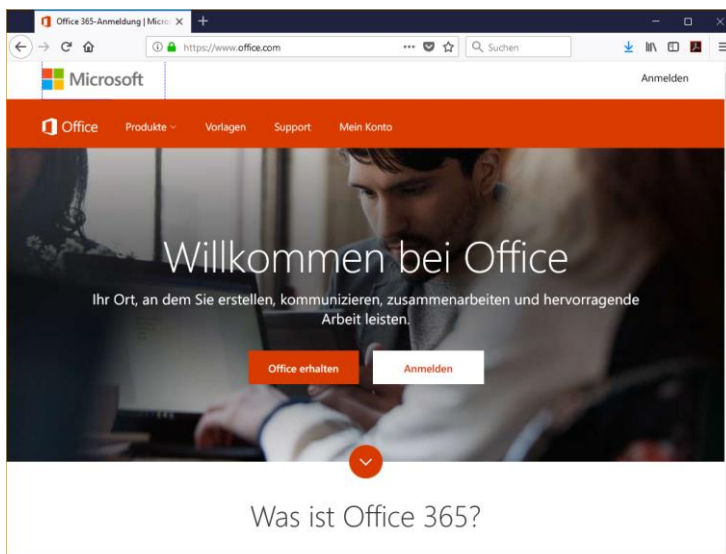 Office 365-Anmeldung | Micro
https://www.office.com
Suchen
Microsoft
Anmelden
Office
Produkte
Vorlagen
Support
Mein Konto
Willkommen bei Office
Ihr Ort, an dem Sie erstellen, kommunizieren, zusammenarbeiten und hervorragende
Arbeit leisten.
Office erhalten
Anmelden
Was ist Office 365?